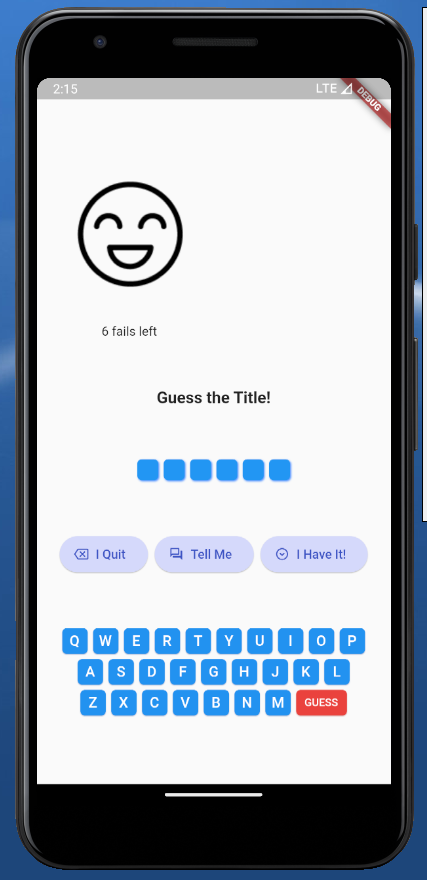 2:15 LTE DEBUG
6 fails left
Guess the Title!
I Quit Tell Me I Have It!
Q W E R T Y U I O P
A S D F G H J K L
Z X C V B N M GUESS